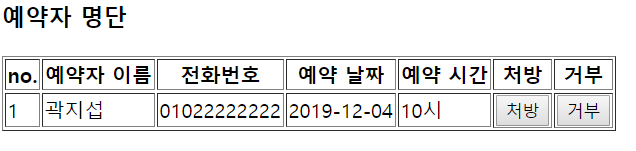 예약자 명단
no. 예약자 이름 전화번호 예약 날짜 예약 시간 처방 거부
1 곽지섭 01022222222 2019-12-04 10시 처방 거부